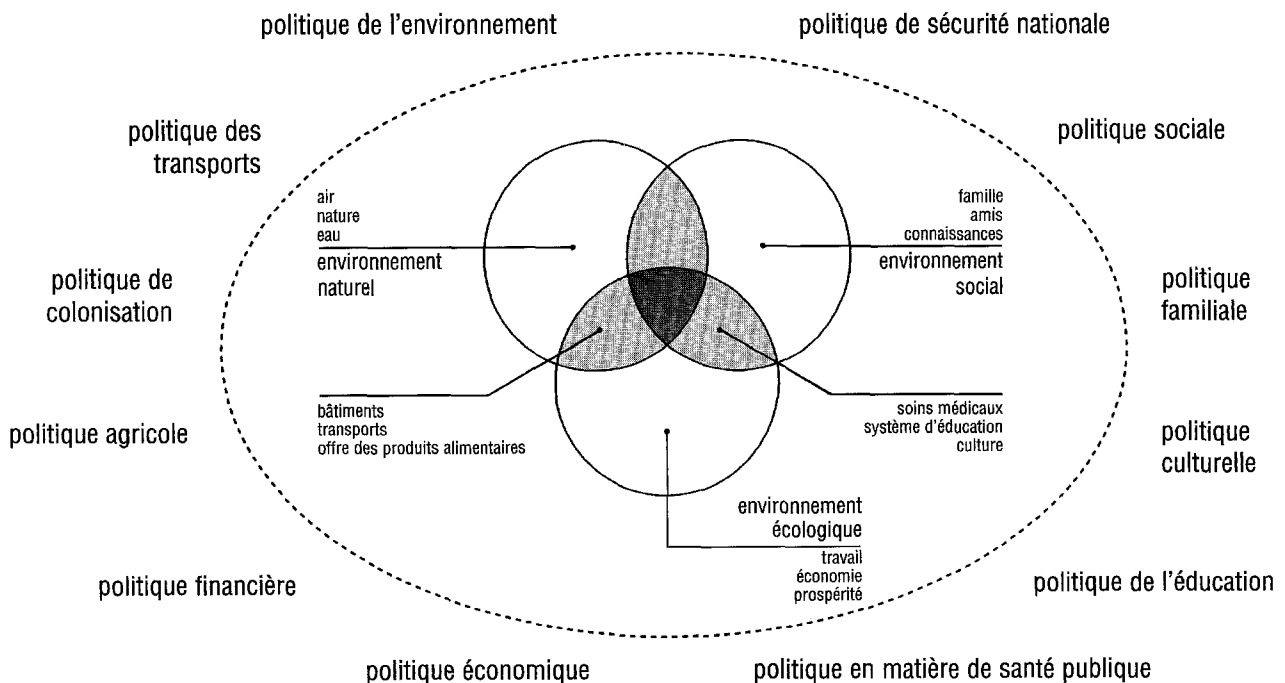 politique de l'environnement
politique de sécurité nationale
politique des
transports
politique sociale
air
nature
eau
environnement
naturel
famille
amis
connaissances
environnement
social
politique de
colonisation
politique
familiale
bâtiments
transports
offre des produits alimentaires
soins médicaux
système d'éducation
culture
politique agricole
politique
culturelle
environnement
écologique
travail
économie
prospérité
politique financière
politique de l'éducation
politique économique
politique en matière de santé publique